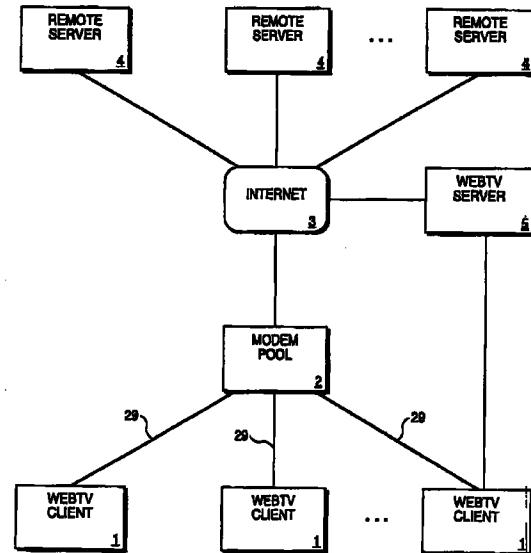 REMOTE
SERVER
4
REMOTE
SERVER
4
...
REMOTE
SERVER
4
INTERNET
3
WEBTV
SERVER
5
MODEM
POOL
2
29
29
29
WEBTV
CLIENT
1
WEBTV
CLIENT
1
...
WEBTV
CLIENT
1